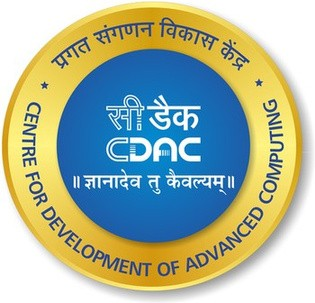 प्रगत संगणन विकास केंद्र
सी डैक
CDAC
॥ ज्ञानादेव तु कैवल्यम् ॥
CENTRE FOR DEVELOPMENT OF ADVANCED COMPUTING